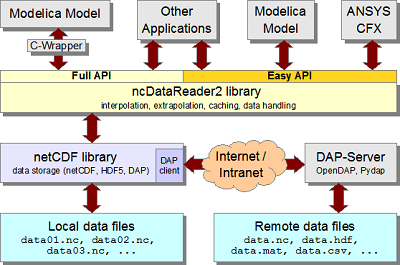 Modelica Model
Other Applications
Modelica Model
ANSYS CFX
C-Wrapper
Full API
Easy API
ncDataReader2 library
interpolation, extrapolation, caching, data handling
netCDF library
data storage (netCDF, HDF5, DAP)
DAP client
Internet / Intranet
DAP-Server
OpenDAP, Pydap
Local data files
data01.nc, data02.nc,
data03.nc, ...
Remote data files
data.nc, data.hdf,
data.mat, data.csv, ...